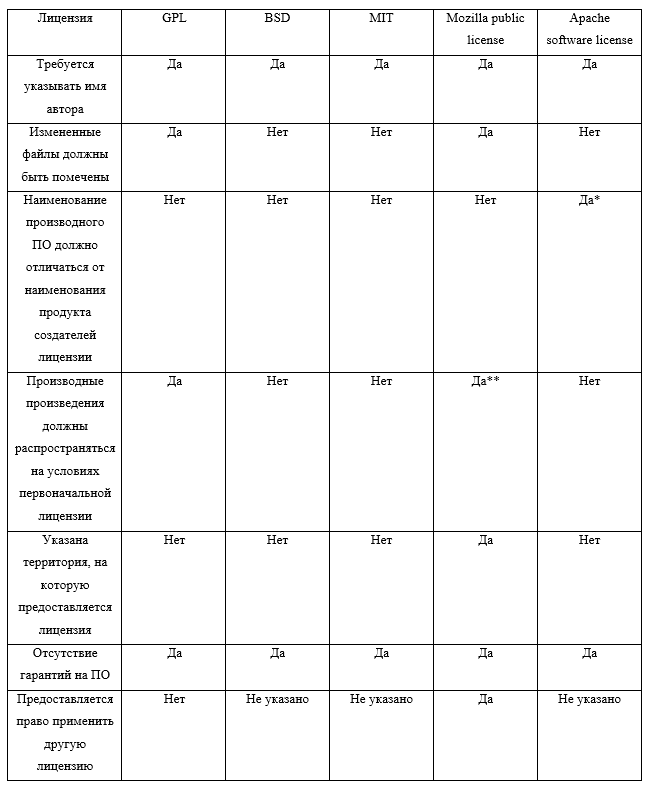 Лицензия
GPL
BSD
MIT
Mozilla public
license
Apache
software license
Требуется
указывать имя
автора
Да
Да
Да
Да
Да
Измененные
файлы должны
быть помечены
Да
Нет
Нет
Да
Нет
Наименование
производного
ПО должно
отличаться от
наименования
продукта
создателей
лицензии
Нет
Нет
Нет
Нет
Да*
Производные
произведения
должны
распространяться
на условиях
первоначальной
лицензии
Да
Нет
Нет
Да**
Нет
Указана
территория, на
которую
предоставляется
лицензия
Нет
Нет
Нет
Да
Нет
Отсутствие
гарантий на ПО
Да
Да
Да
Да
Да
Предоставляется
право применить
другую
лицензию
Нет
Не указано
Не указано
Да
Не указано